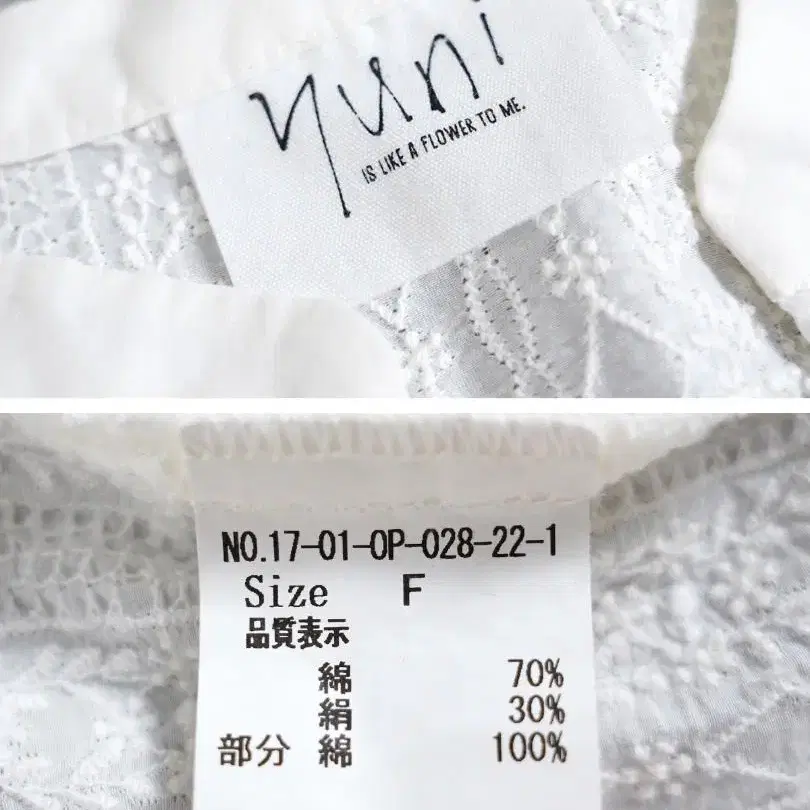 yuni
IS LIKE A FLOWER TO ME.
NO.17-01-OP-028-22-1
Size F
品質表示
綿 70%
絹 30%
部分 綿 100%